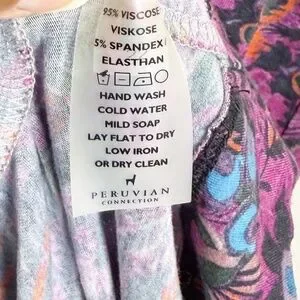 95% VISCOSE
VISKOSE
5% SPANDEX
ELASTHAN
HAND WASH
COLD WATER
MILD SOAP
LAY FLAT TO DRY
LOW IRON
OR DRY CLEAN
PERUVIAN
CONNECTION